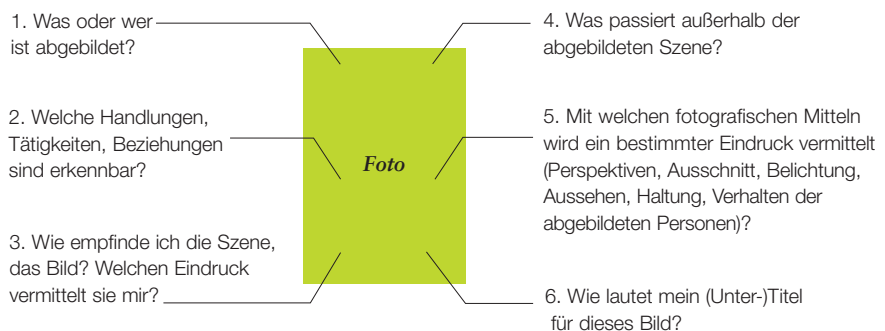 1. Was oder wer
ist abgebildet?
2. Welche Handlungen,
Tätigkeiten, Beziehungen
sind erkennbar?
3. Wie empfinde ich die Szene,
das Bild? Welchen Eindruck
vermittelt sie mir?
Foto
4. Was passiert außerhalb der
abgebildeten Szene?
5. Mit welchen fotografischen Mitteln
wird ein bestimmter Eindruck vermittelt
(Perspektiven, Ausschnitt, Belichtung,
Aussehen, Haltung, Verhalten der
abgebildeten Personen)?
6. Wie lautet mein (Unter-)Titel
für dieses Bild?